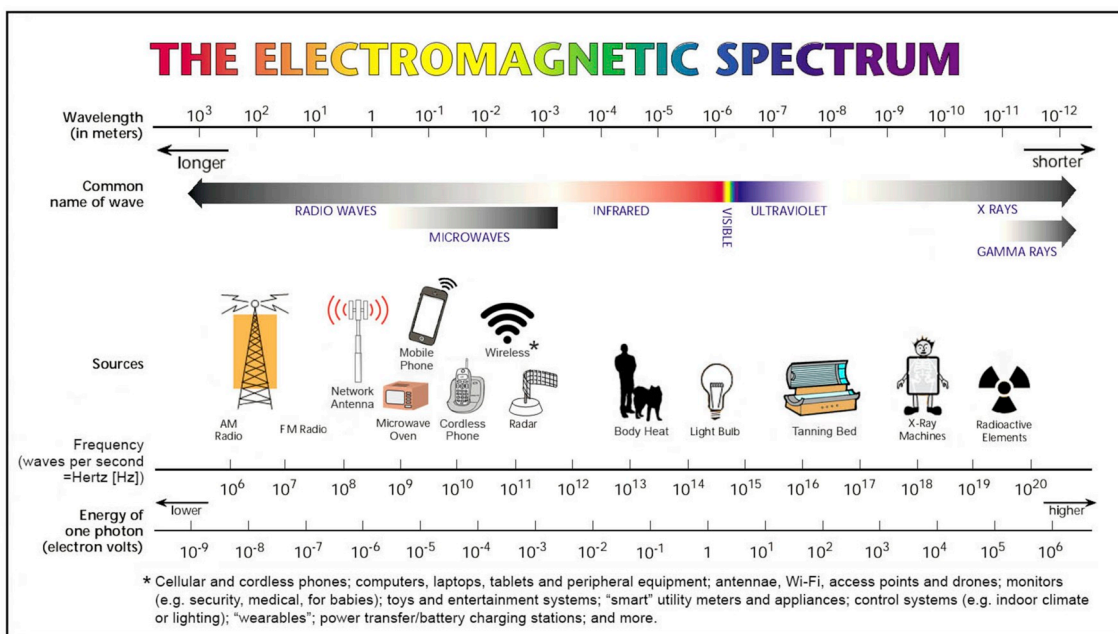 THE ELECTROMAGNETIC SPECTRUM
Wavelength
(in meters)
10³ 10² 10¹ 1 10⁻¹ 10⁻² 10⁻³ 10⁻⁴ 10⁻⁵ 10⁻⁶ 10⁻⁷ 10⁻⁸ 10⁻⁹ 10⁻¹⁰ 10⁻¹¹ 10⁻¹²
longer shorter
Common
name of wave
RADIO WAVES INFRARED VISIBLE ULTRAVIOLET X RAYS
MICROWAVES GAMMA RAYS
Sources
AM
Radio
FM Radio
Network
Antenna
Mobile
Phone
Microwave
Oven
Cordless
Phone
Wireless*
Radar
Body Heat
Light Bulb
Tanning Bed
X-Ray
Machines
Radioactive
Elements
Frequency
(waves per second
=Hertz [Hz])
10⁶ 10⁷ 10⁸ 10⁹ 10¹⁰ 10¹¹ 10¹² 10¹³ 10¹⁴ 10¹⁵ 10¹⁶ 10¹⁷ 10¹⁸ 10¹⁹ 10²⁰
lower higher
Energy of
one photon
(electron volts)
10⁻⁹ 10⁻⁸ 10⁻⁷ 10⁻⁶ 10⁻⁵ 10⁻⁴ 10⁻³ 10⁻² 10⁻¹ 1 10¹ 10² 10³ 10⁴ 10⁵ 10⁶
* Cellular and cordless phones; computers, laptops, tablets and peripheral equipment; antennae, Wi-Fi, access points and drones; monitors
(e.g. security, medical, for babies); toys and entertainment systems; “smart” utility meters and appliances; control systems (e.g. indoor climate
or lighting); “wearables”; power transfer/battery charging stations; and more.